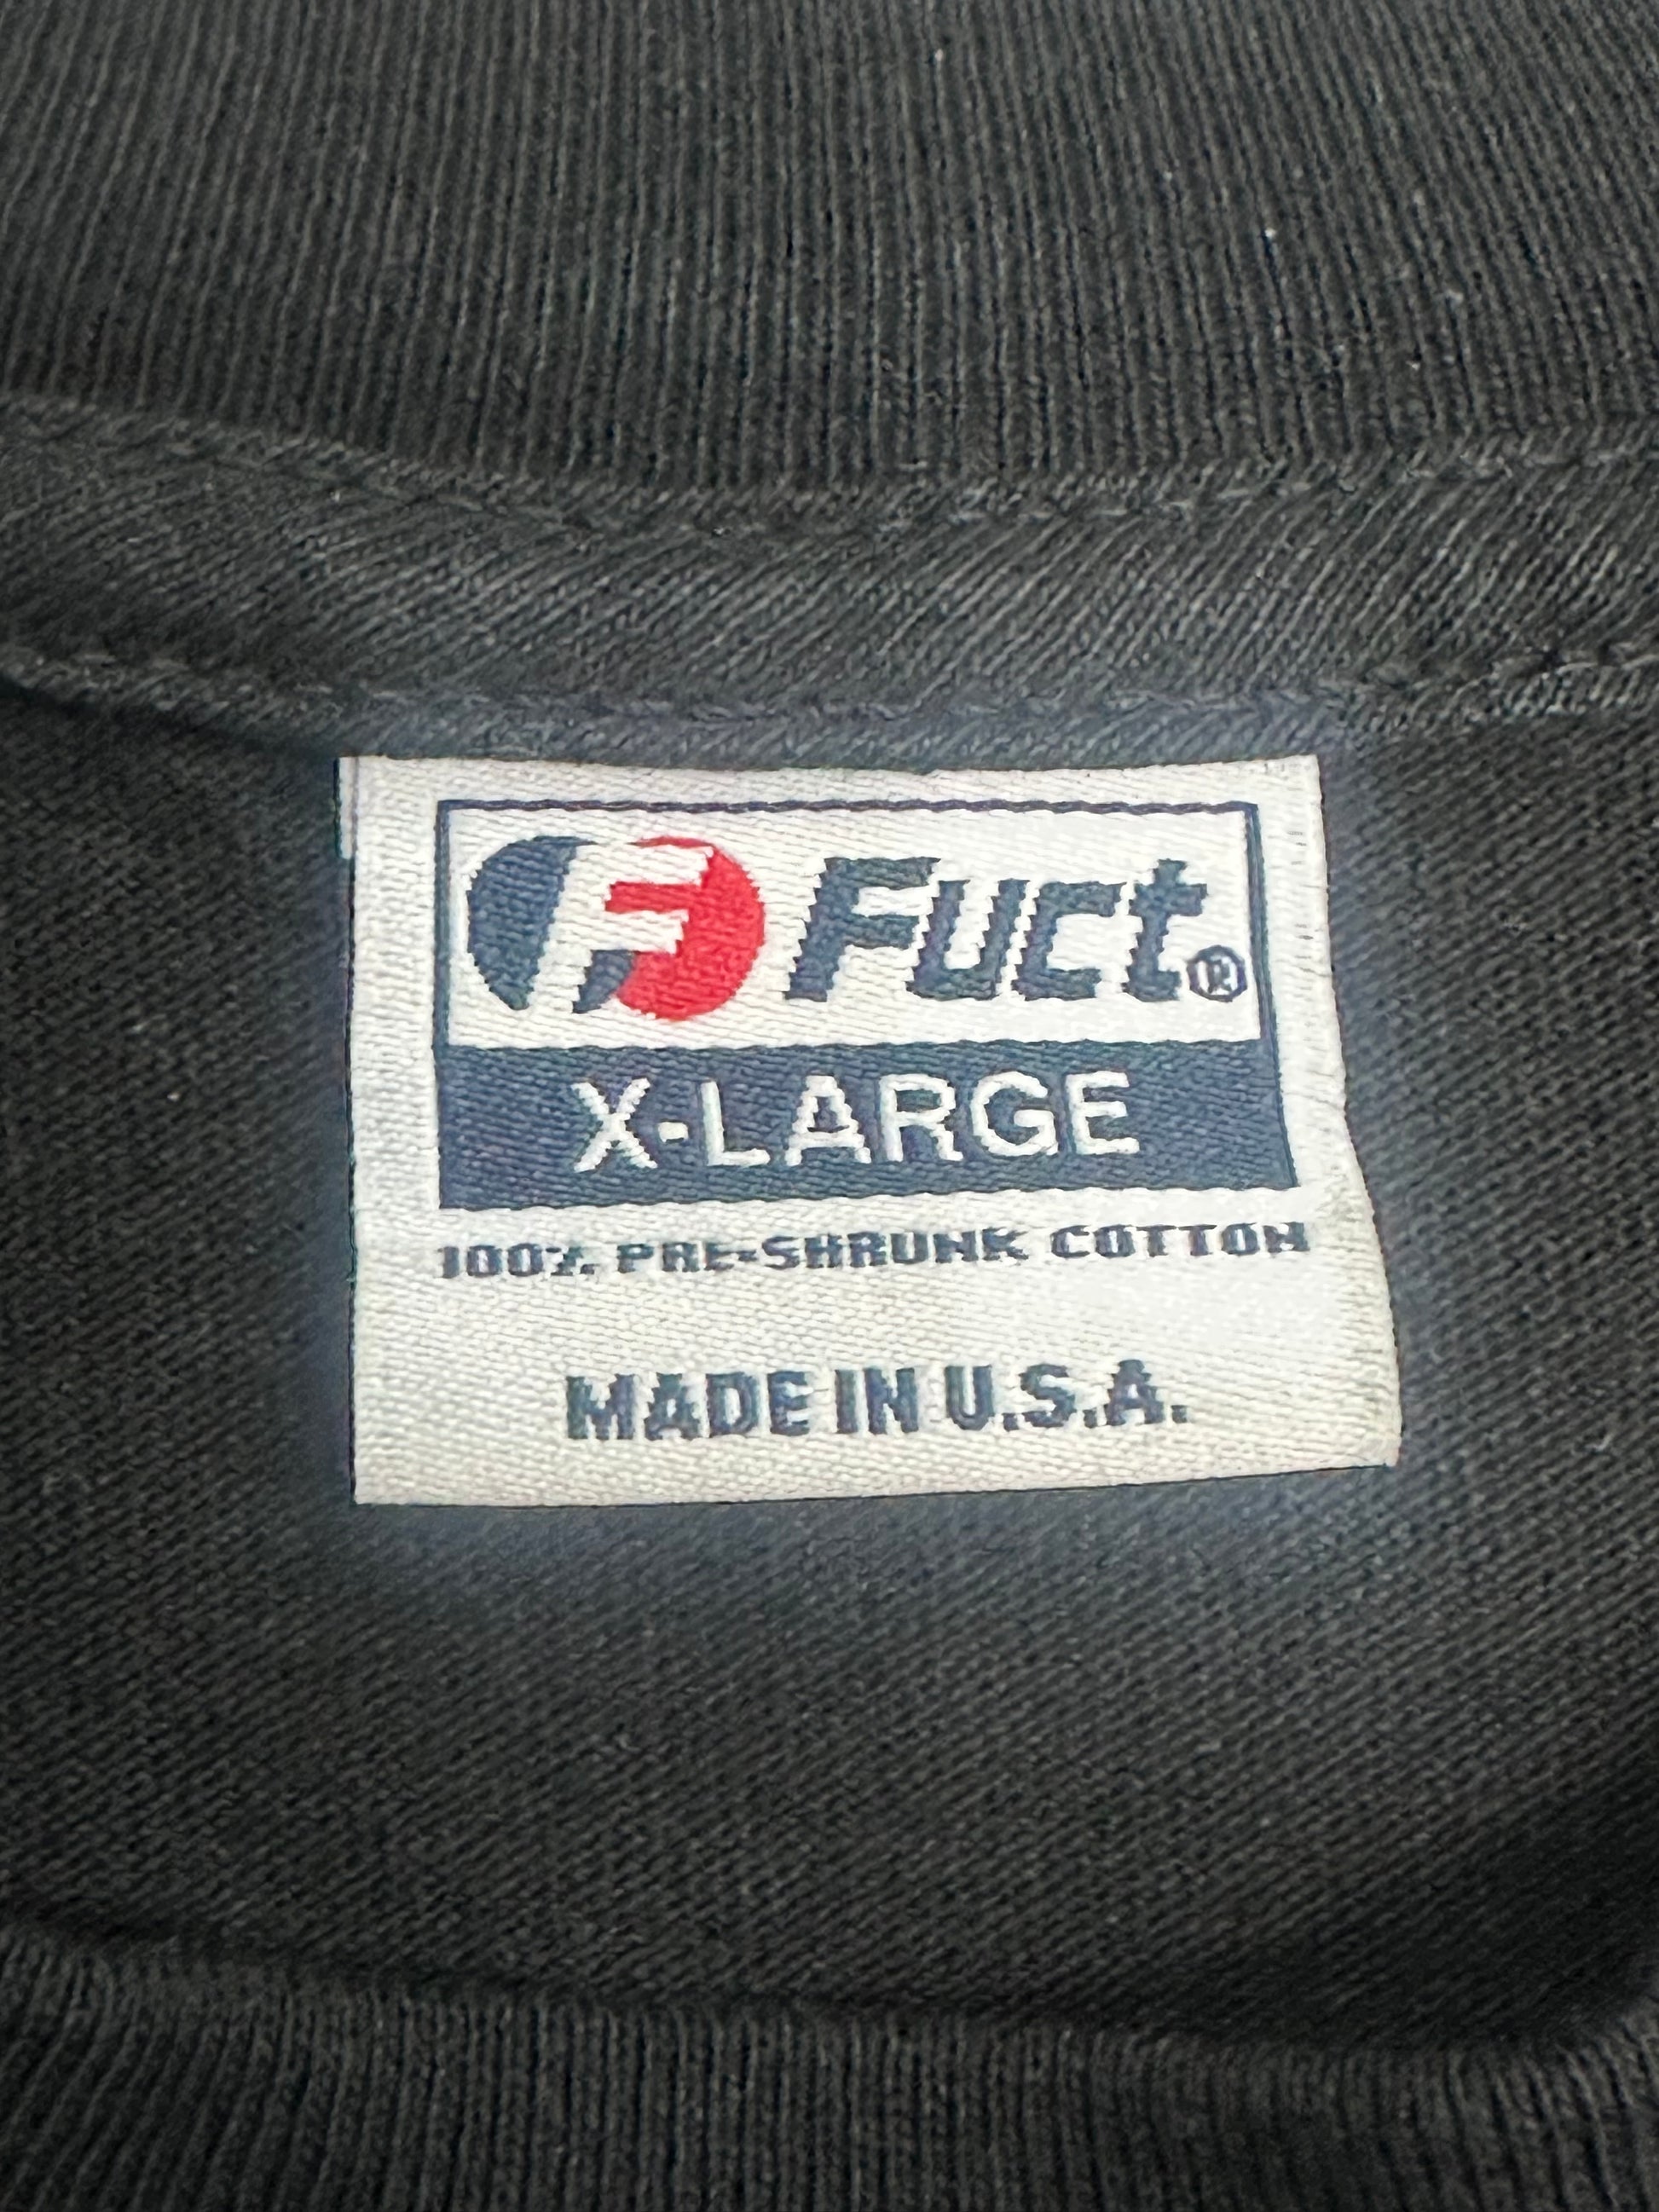 F Fuct®
X-LARGE
100% PRE-SHRUNK COTTON
MADE IN U.S.A.